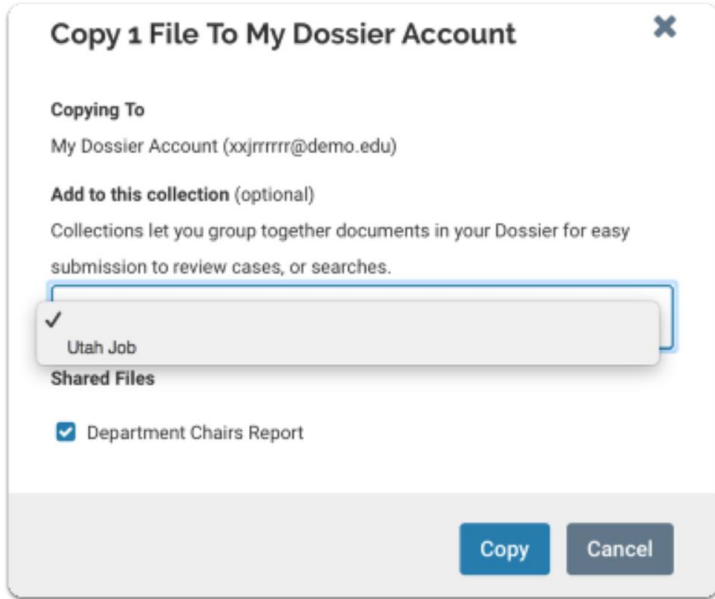 Copy 1 File To My Dossier Account
Copying To
My Dossier Account (xxjrrrrrr@demo.edu)
Add to this collection (optional)
Collections let you group together documents in your Dossier for easy
submission to review cases, or searches.
Utah Job
Shared Files
Department Chairs Report
Copy
Cancel